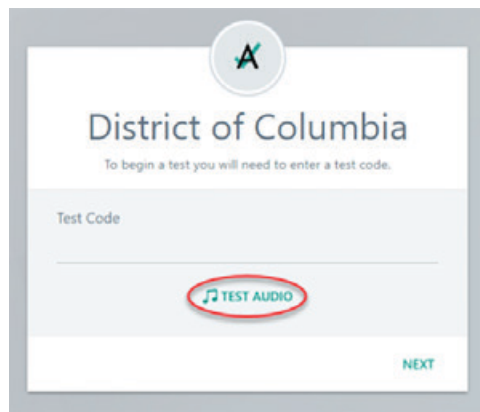 District of Columbia
To begin a test you will need to enter a test code.
Test Code
TEST AUDIO
NEXT